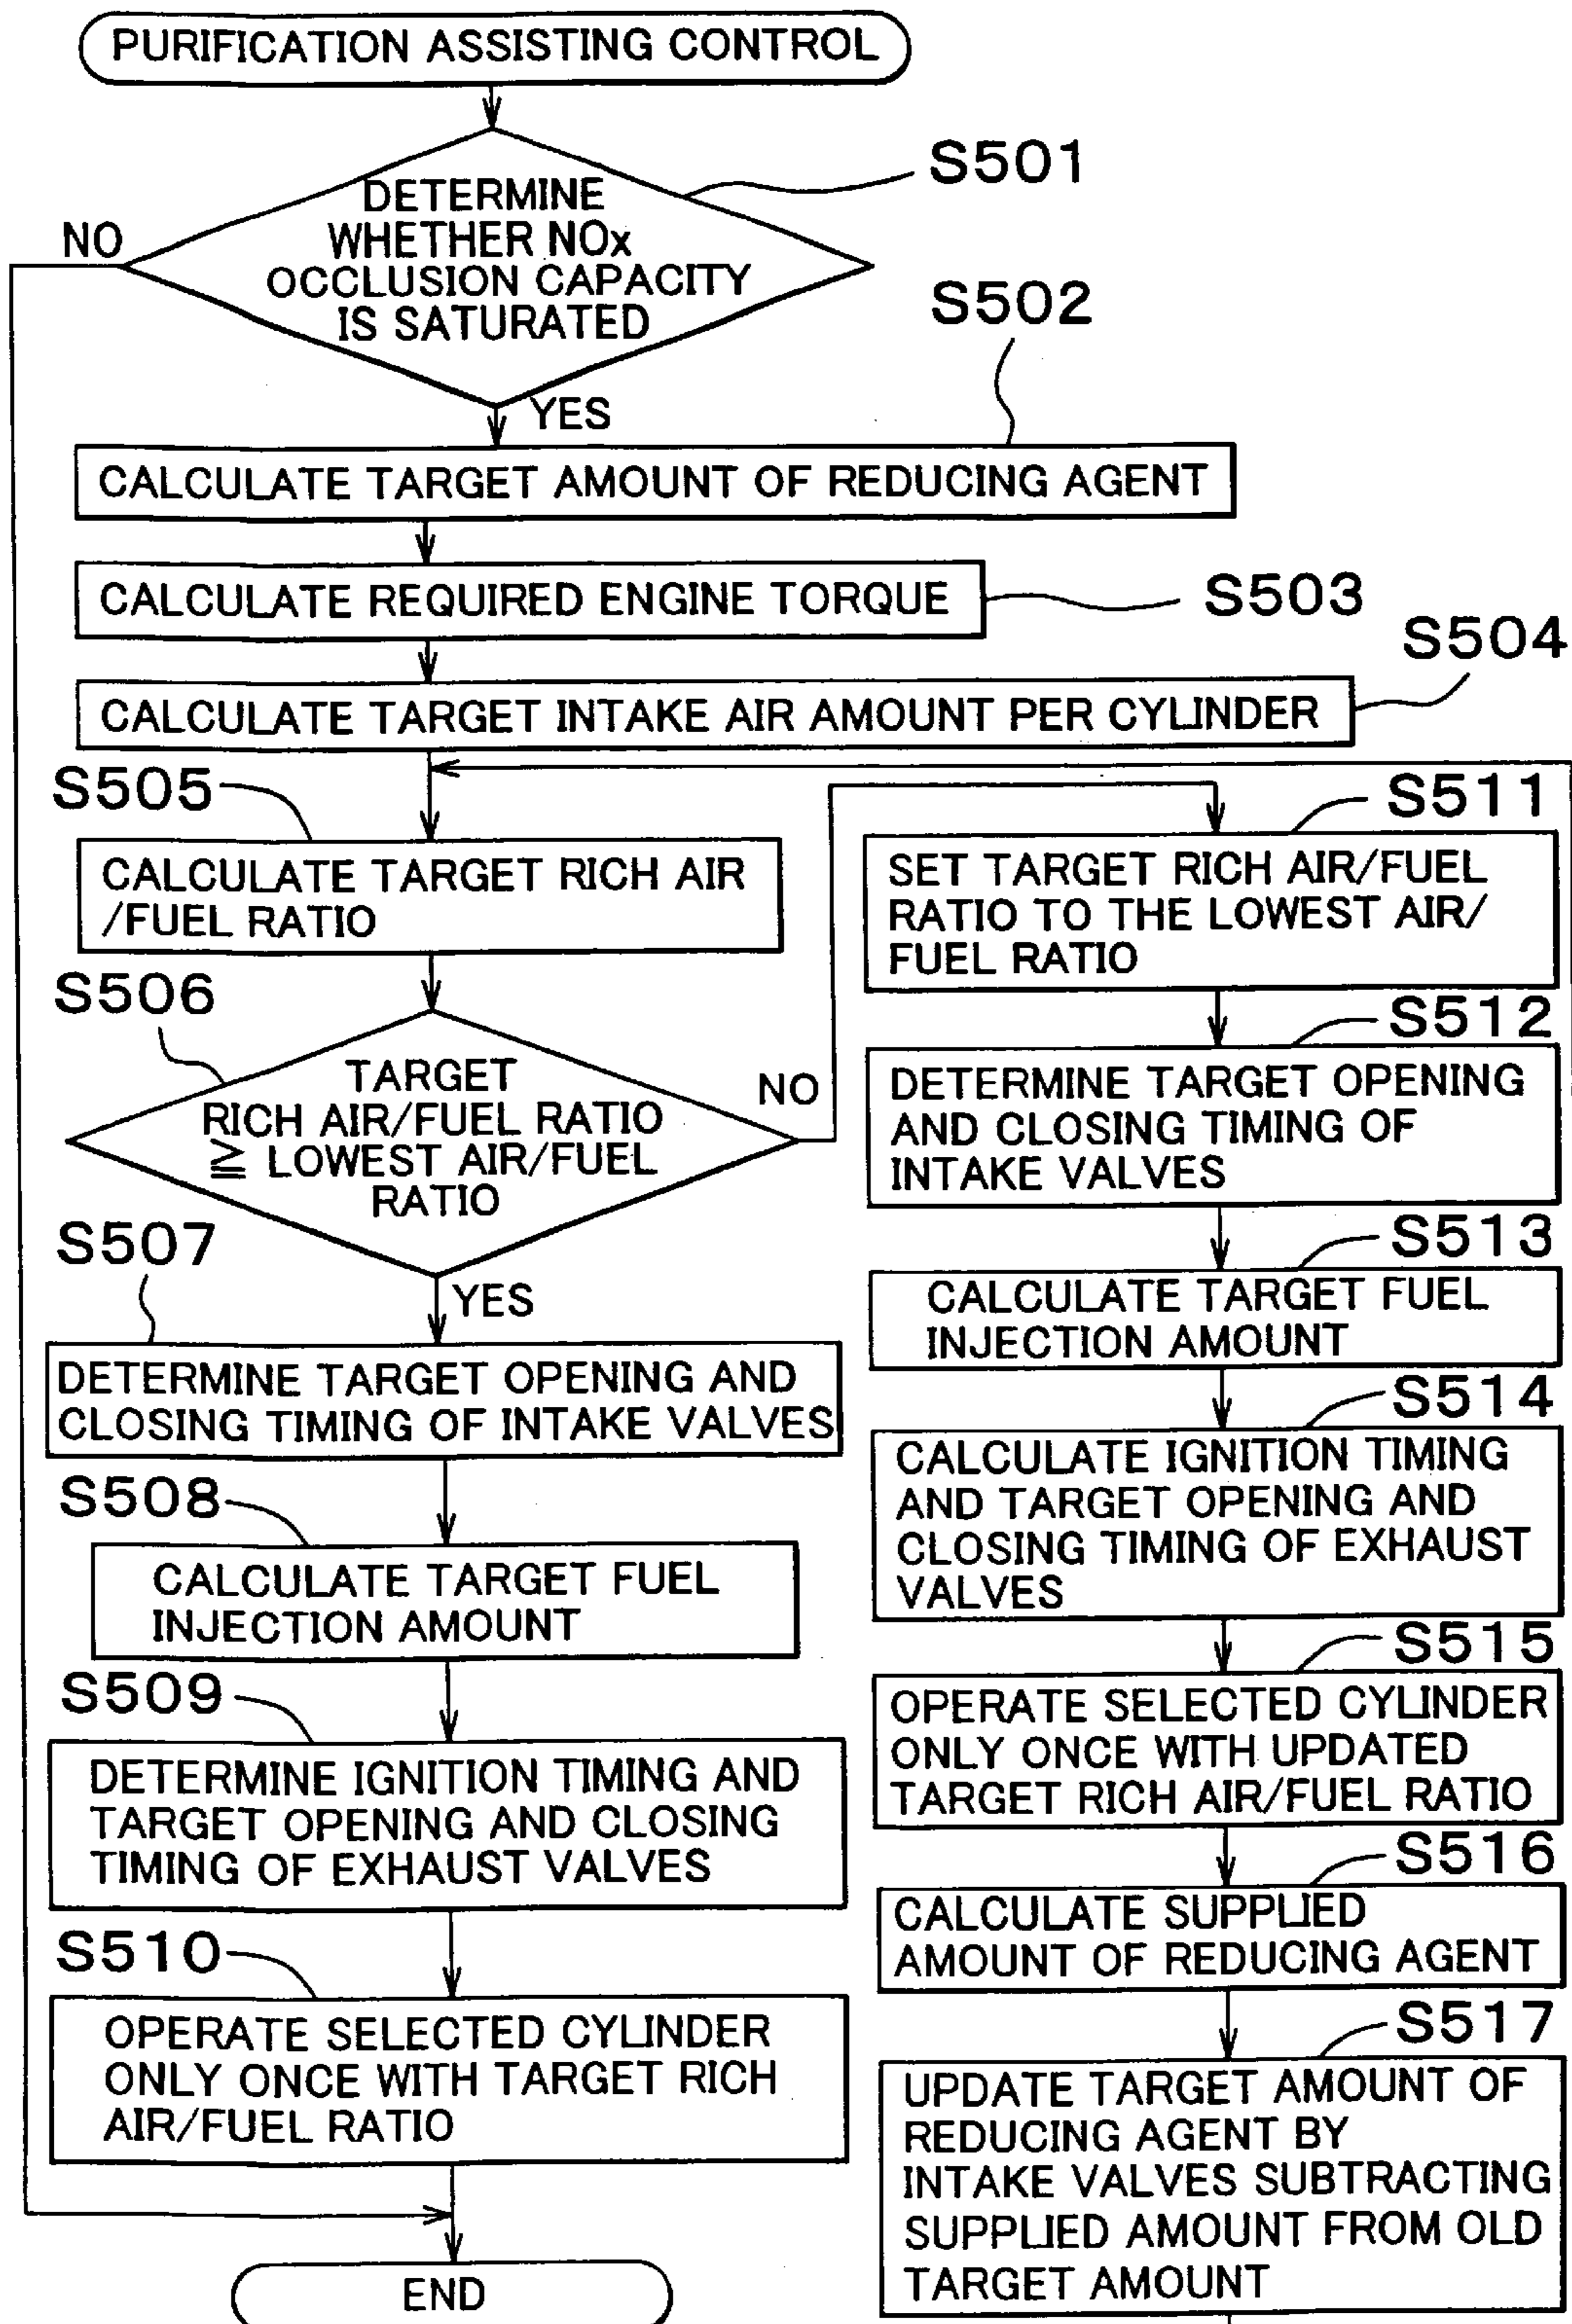 PURIFICATION ASSISTING CONTROL
S501
DETERMINE
WHETHER NOx
OCCLUSION CAPACITY
IS SATURATED
NO
YES
S502
CALCULATE TARGET AMOUNT OF REDUCING AGENT
CALCULATE REQUIRED ENGINE TORQUE
S503
S504
CALCULATE TARGET INTAKE AIR AMOUNT PER CYLINDER
S505
CALCULATE TARGET RICH AIR
/FUEL RATIO
S506
TARGET
RICH AIR/FUEL RATIO
≧ LOWEST AIR/FUEL
RATIO
NO
YES
S507
DETERMINE TARGET OPENING AND
CLOSING TIMING OF INTAKE VALVES
S508
CALCULATE TARGET FUEL
INJECTION AMOUNT
S509
DETERMINE IGNITION TIMING AND
TARGET OPENING AND CLOSING
TIMING OF EXHAUST VALVES
S510
OPERATE SELECTED CYLINDER
ONLY ONCE WITH TARGET RICH
AIR/FUEL RATIO
END
S511
SET TARGET RICH AIR/FUEL
RATIO TO THE LOWEST AIR/
FUEL RATIO
S512
DETERMINE TARGET OPENING
AND CLOSING TIMING OF
INTAKE VALVES
S513
CALCULATE TARGET FUEL
INJECTION AMOUNT
S514
CALCULATE IGNITION TIMING
AND TARGET OPENING AND
CLOSING TIMING OF EXHAUST
VALVES
S515
OPERATE SELECTED CYLINDER
ONLY ONCE WITH UPDATED
TARGET RICH AIR/FUEL RATIO
S516
CALCULATE SUPPLIED
AMOUNT OF REDUCING AGENT
S517
UPDATE TARGET AMOUNT OF
REDUCING AGENT BY
INTAKE VALVES SUBTRACTING
SUPPLIED AMOUNT FROM OLD
TARGET AMOUNT